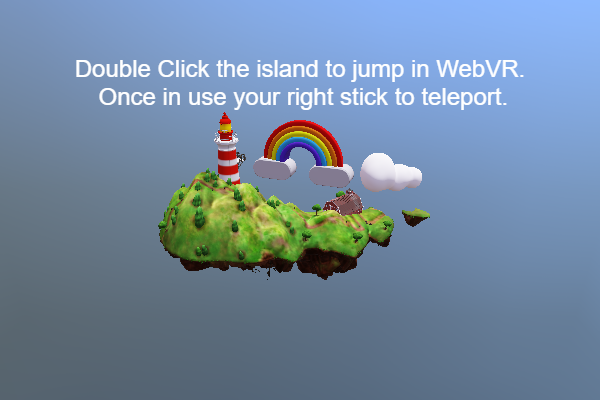 Double Click the island to jump in WebVR.
Once in use your right stick to teleport.